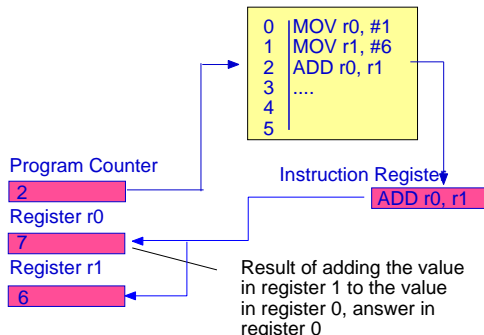 0 MOV r0, #1
1 MOV r1, #6
2 ADD r0, r1
3 ....
4
5
Program Counter
2
Instruction Register
ADD r0, r1
Register r0
7
Register r1
6
Result of adding the value
in register 1 to the value
in register 0, answer in
register 0